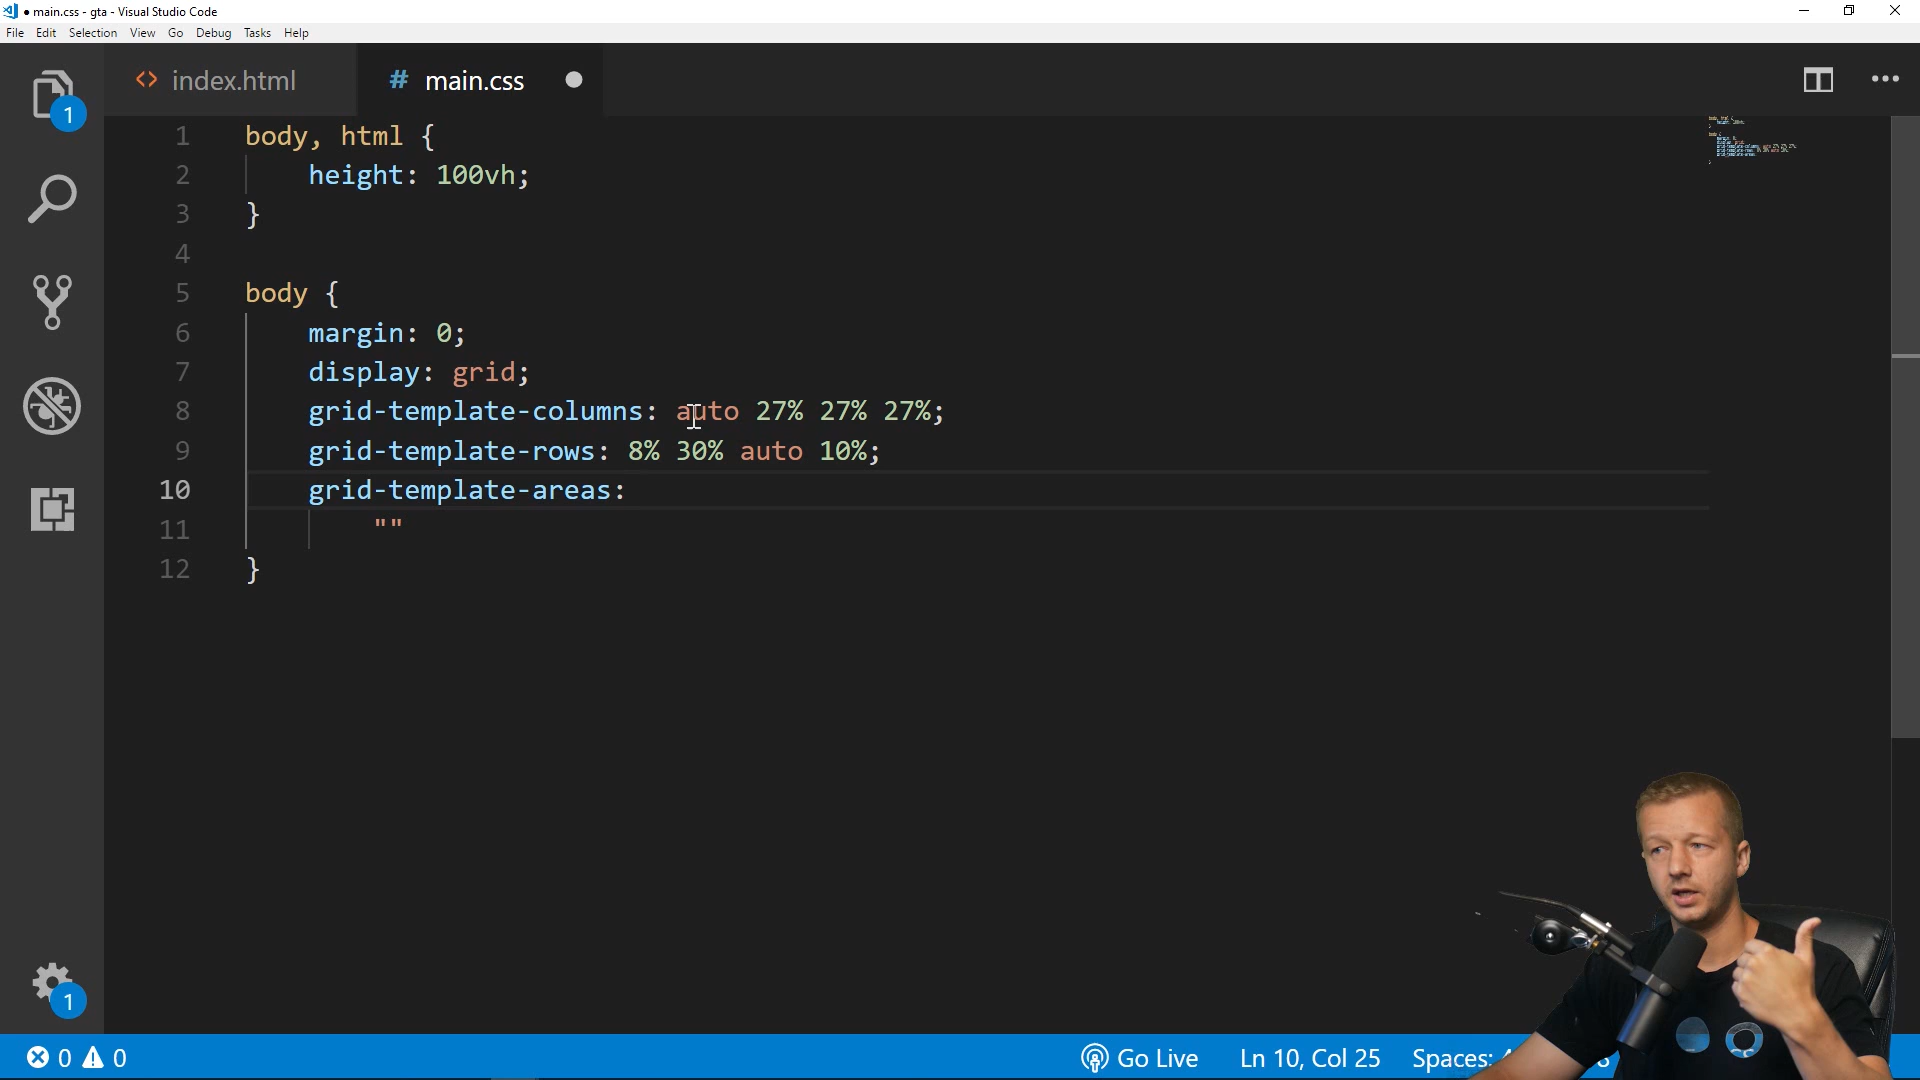 main.css - gta - Visual Studio Code
File Edit Selection View Go Debug Tasks Help
index.html
# main.css
1 body, html {
2 height: 100vh;
3 }
4
5 body {
6 margin: 0;
7 display: grid;
8 grid-template-columns: auto 27% 27% 27%;
9 grid-template-rows: 8% 30% auto 10%;
10 grid-template-areas:
11 ""
12 }
1
1
0 0 Go Live Ln 10, Col 25 Spaces: